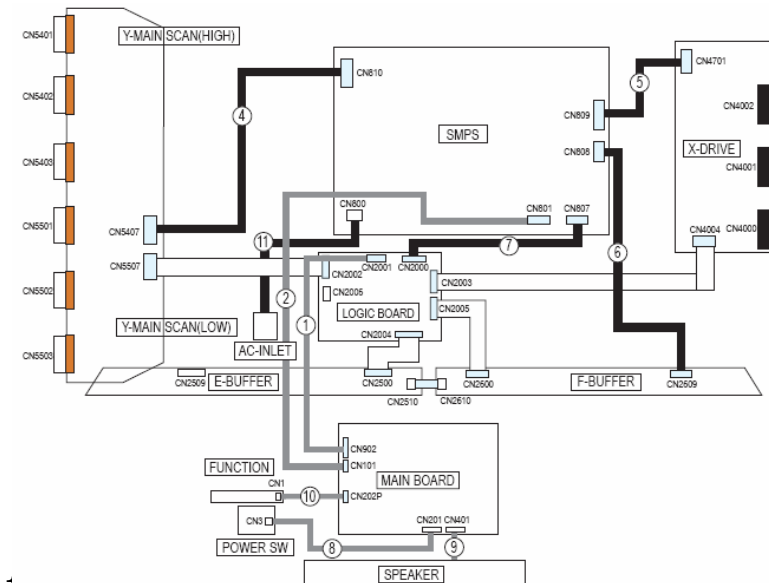 CN5401
Y-MAIN SCAN(HIGH)
CN810
5
CN4701
CN5402
4
SMPS
CN809
CN4002
CN808
X-DRIVE
CN5403
CN4001
CN5501
CN5407
CN800
CN801
CN807
CN4000
CN4004
11
7
6
CN5507
CN2002
CN2001
CN2000
CN2003
CN5502
2
CN2006
CN2005
Y-MAIN SCAN(LOW)
1
LOGIC BOARD
CN2004
AC-INLET
CN5503
CN2509
E-BUFFER
CN2500
CN2600
F-BUFFER
CN2609
CN2510
CN2610
CN902
FUNCTION
CN101
MAIN BOARD
CN1
10
CN202P
CN3
CN201
CN401
POWER SW
8
9
SPEAKER